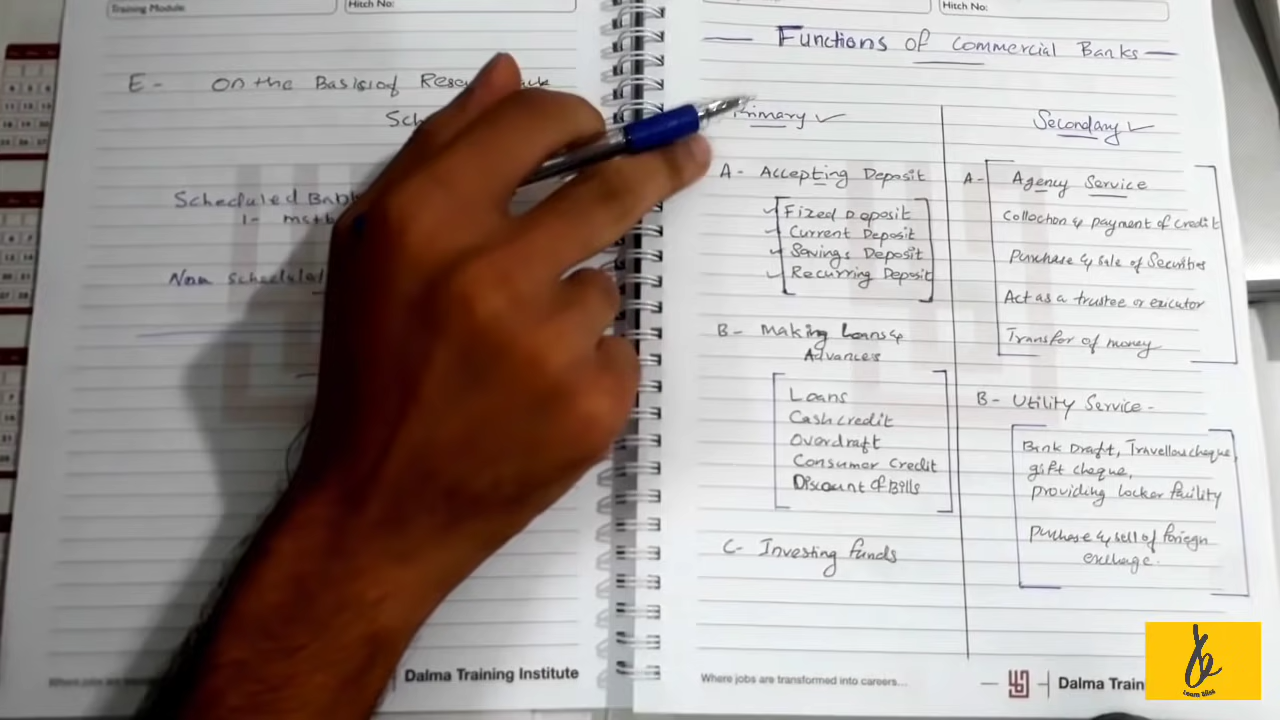 Training Module:
Hitch No:
E - On the Basis of
Scheduled
1-
Non Scheduled
Dalma Training Institute
Hitch No:
Functions of Commercial Banks
Primary
A - Accepting Deposit
Fixed Deposit
Current Deposit
Savings Deposit
Recurring Deposit
B - Making Loans &
Advances
Loans
Cash credit
Overdraft
Consumer Credit
Discount of Bills
C - Investing funds
Secondary
A - Agency Service
Collection & payment of Credit
Purchase & sale of Securities
Act as a trustee or executor
Transfer of money
B - Utility Service -
Bank Draft, Travellour cheque,
gift cheque,
providing locker facility
purchase & sell of foriegn
exchange.
Where jobs are transformed into careers...
Dalma Train
Learn Bliss